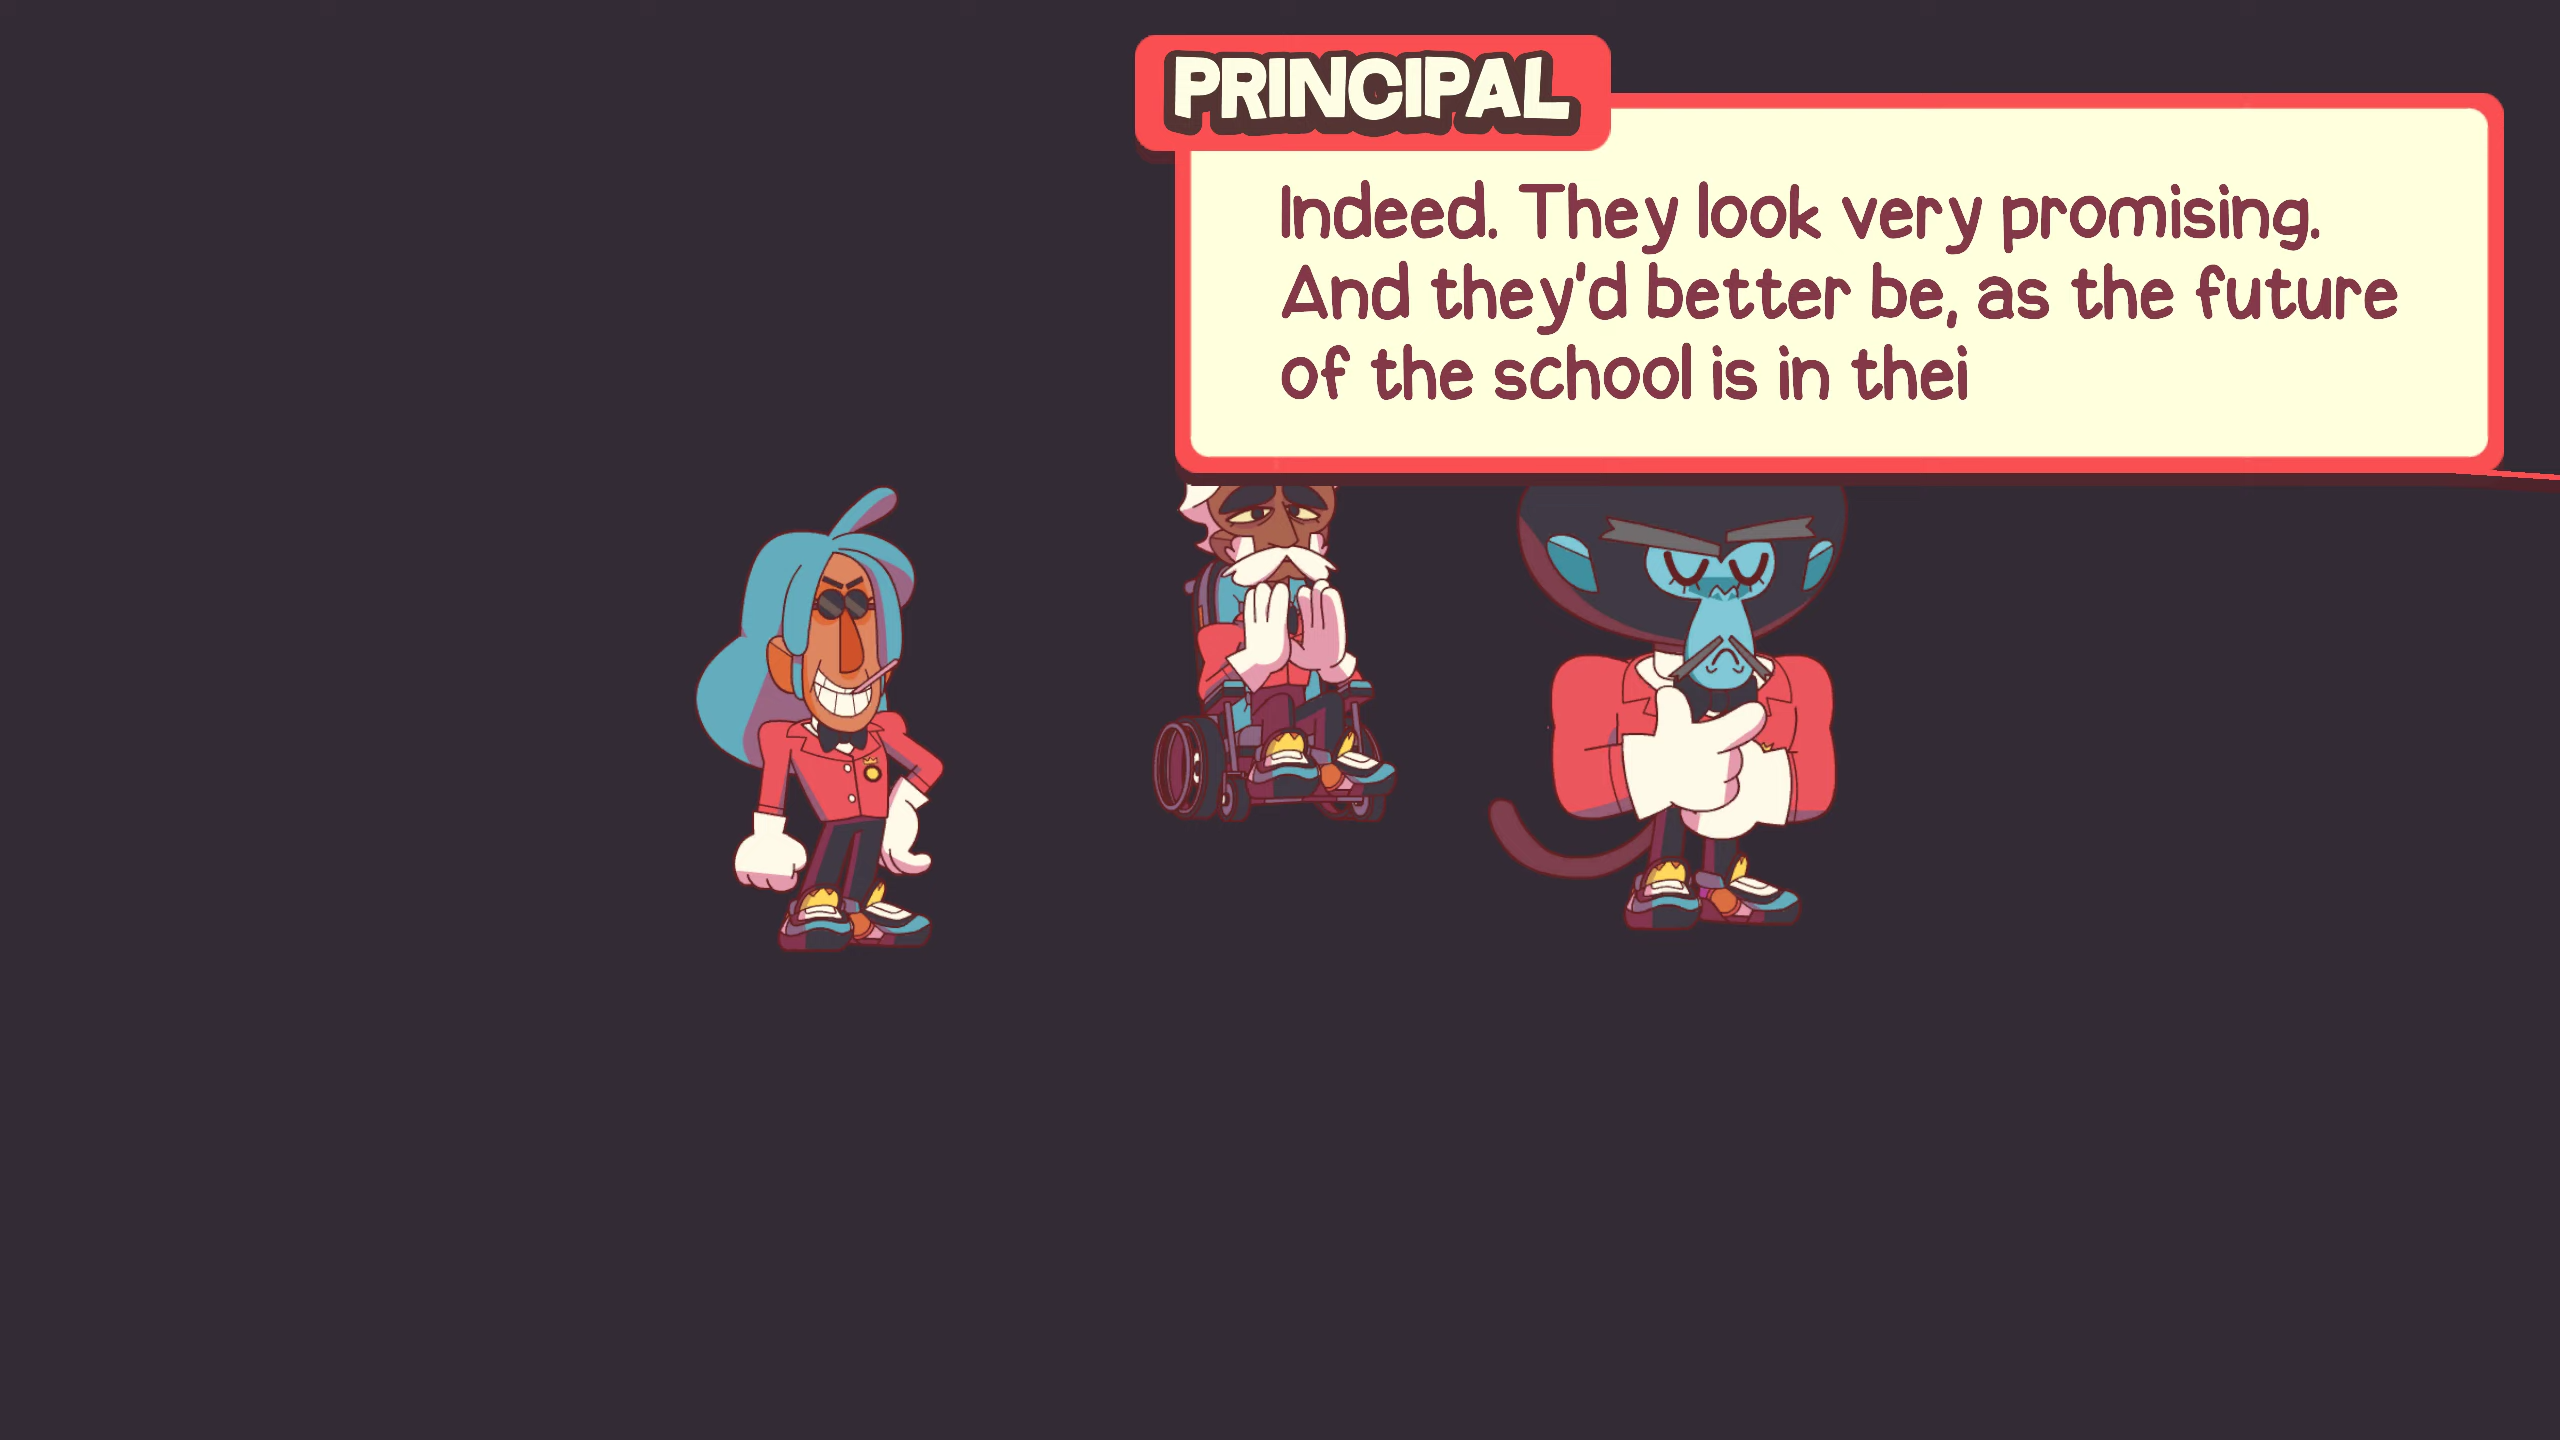 PRINCIPAL
Indeed. They look very promising.
And they'd better be, as the future
of the school is in thei